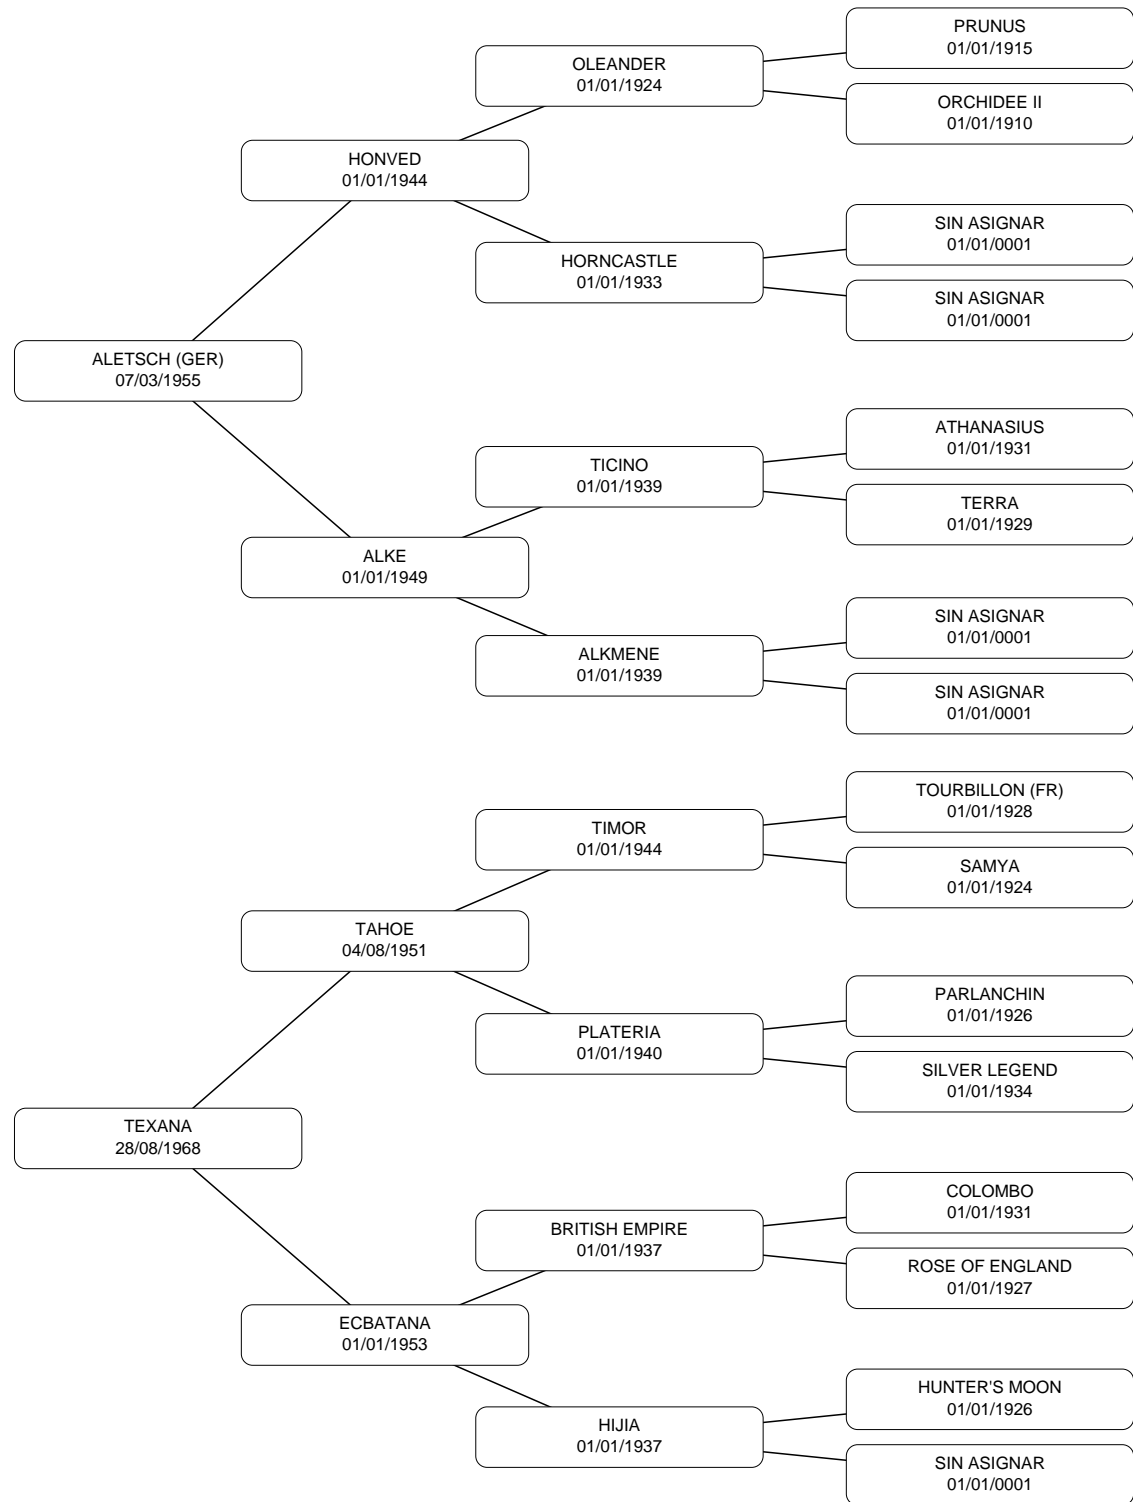 PRUNUS
01/01/1915
OLEANDER
01/01/1924
ORCHIDEE II
01/01/1910
HONVED
01/01/1944
SIN ASIGNAR
01/01/0001
HORNCASTLE
01/01/1933
SIN ASIGNAR
01/01/0001
ALETSCH (GER)
07/03/1955
ATHANASIUS
01/01/1931
TICINO
01/01/1939
TERRA
01/01/1929
ALKE
01/01/1949
SIN ASIGNAR
01/01/0001
ALKMENE
01/01/1939
SIN ASIGNAR
01/01/0001
TOURBILLON (FR)
01/01/1928
TIMOR
01/01/1944
SAMYA
01/01/1924
TAHOE
04/08/1951
PARLANCHIN
01/01/1926
PLATERIA
01/01/1940
SILVER LEGEND
01/01/1934
TEXANA
28/08/1968
COLOMBO
01/01/1931
BRITISH EMPIRE
01/01/1937
ROSE OF ENGLAND
01/01/1927
ECBATANA
01/01/1953
HUNTER'S MOON
01/01/1926
HIJIA
01/01/1937
SIN ASIGNAR
01/01/0001